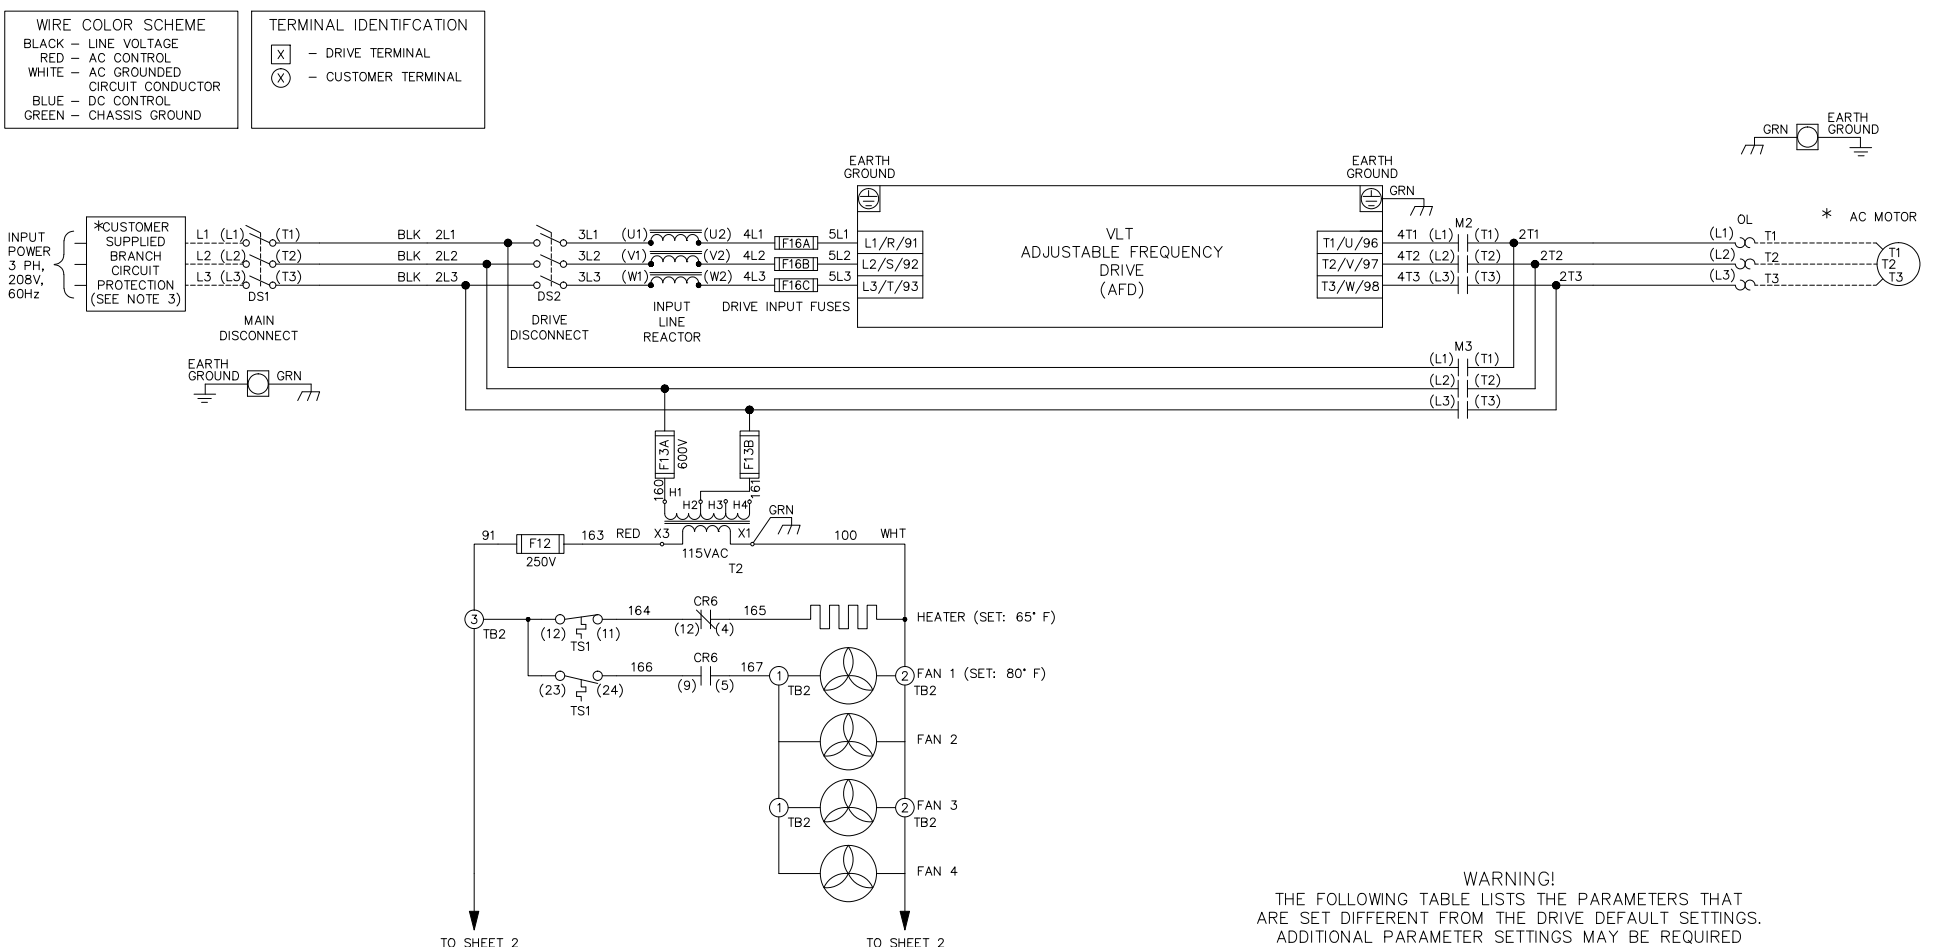 WIRE COLOR SCHEME
BLACK – LINE VOLTAGE
RED – AC CONTROL
WHITE – AC GROUNDED
CIRCUIT CONDUCTOR
BLUE – DC CONTROL
GREEN – CHASSIS GROUND
TERMINAL IDENTIFCATION
X – DRIVE TERMINAL
X – CUSTOMER TERMINAL
GRN
EARTH
GROUND
INPUT
POWER
3 PH,
208V,
60Hz
*CUSTOMER
SUPPLIED
BRANCH
CIRCUIT
PROTECTION
(SEE NOTE 3)
L1 (L1) (T1) BLK 2L1 3L1 (U1) (U2) 4L1 F16A 5L1 L1/R/91
L2 (L2) (T2) BLK 2L2 3L2 (V1) (V2) 4L2 F16B 5L2 L2/S/92
L3 (L3) (T3) BLK 2L3 3L3 (W1) (W2) 4L3 F16C 5L3 L3/T/93
DS1
MAIN
DISCONNECT
DS2
DRIVE
DISCONNECT
INPUT
LINE
REACTOR
DRIVE INPUT FUSES
EARTH
GROUND
VLT
ADJUSTABLE FREQUENCY
DRIVE
(AFD)
EARTH
GROUND
GRN
M2
T1/U/96 4T1 (L1) (T1) 2T1
T2/V/97 4T2 (L2) (T2) 2T2
T3/W/98 4T3 (L3) (T3) 2T3
OL
(L1) T1
(L2) T2
(L3) T3
* AC MOTOR
T1
T2
T3
M3
(L1) (T1)
(L2) (T2)
(L3) (T3)
EARTH
GROUND
GRN
F13A
600V
F13B
160
161
H1
H2 H3 H4
GRN
91
F12
250V
163 RED X3
X1
115VAC
T2
100 WHT
3
TB2
(12) (11)
TS1
164
CR6
(12) (4)
165
HEATER (SET: 65° F)
(23) (24)
TS1
166
CR6
(9) (5)
167
1
TB2
2
TB2
FAN 1 (SET: 80° F)
FAN 2
1
TB2
2
TB2
FAN 3
FAN 4
TO SHEET 2
TO SHEET 2
WARNING!
THE FOLLOWING TABLE LISTS THE PARAMETERS THAT
ARE SET DIFFERENT FROM THE DRIVE DEFAULT SETTINGS.
ADDITIONAL PARAMETER SETTINGS MAY BE REQUIRED